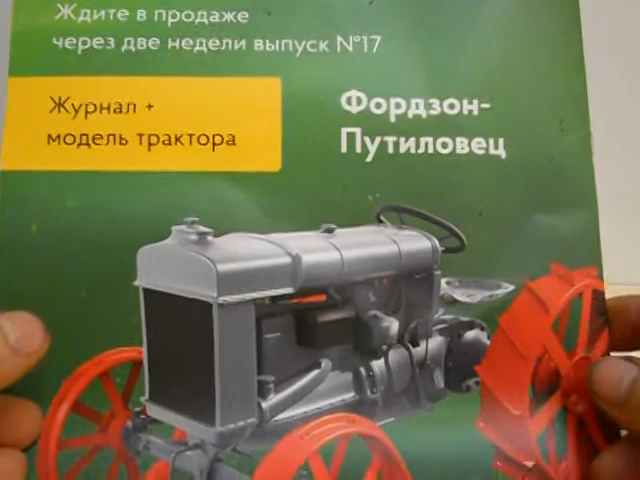 Ждите в продаже
через две недели выпуск №17
Журнал +
модель трактора
Фордзон-
Путиловец